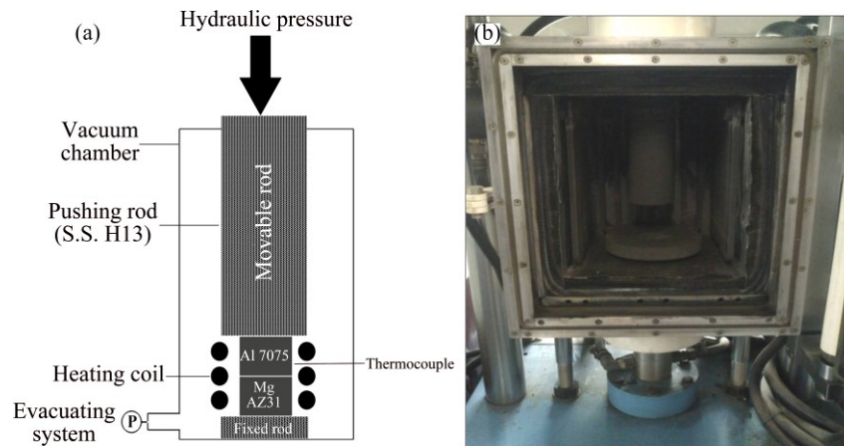 (a)
Hydraulic pressure
Vacuum
chamber
Pushing rod
(S.S. H13)
Movable rod
Al 7075
Thermocouple
Heating coil
Mg
AZ31
Evacuating
system
P
Fixed rod
(b)